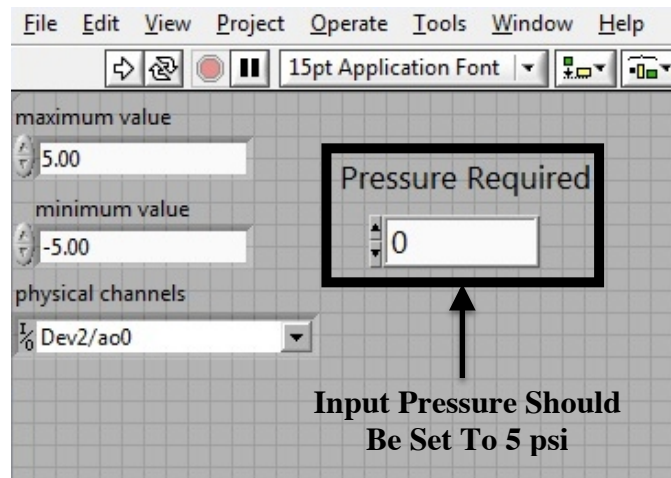 File Edit View Project Operate Tools Window Help
15pt Application Font
maximum value
5.00
minimum value
-5.00
physical channels
I/O Dev2/ao0
Pressure Required
0
Input Pressure Should
Be Set To 5 psi